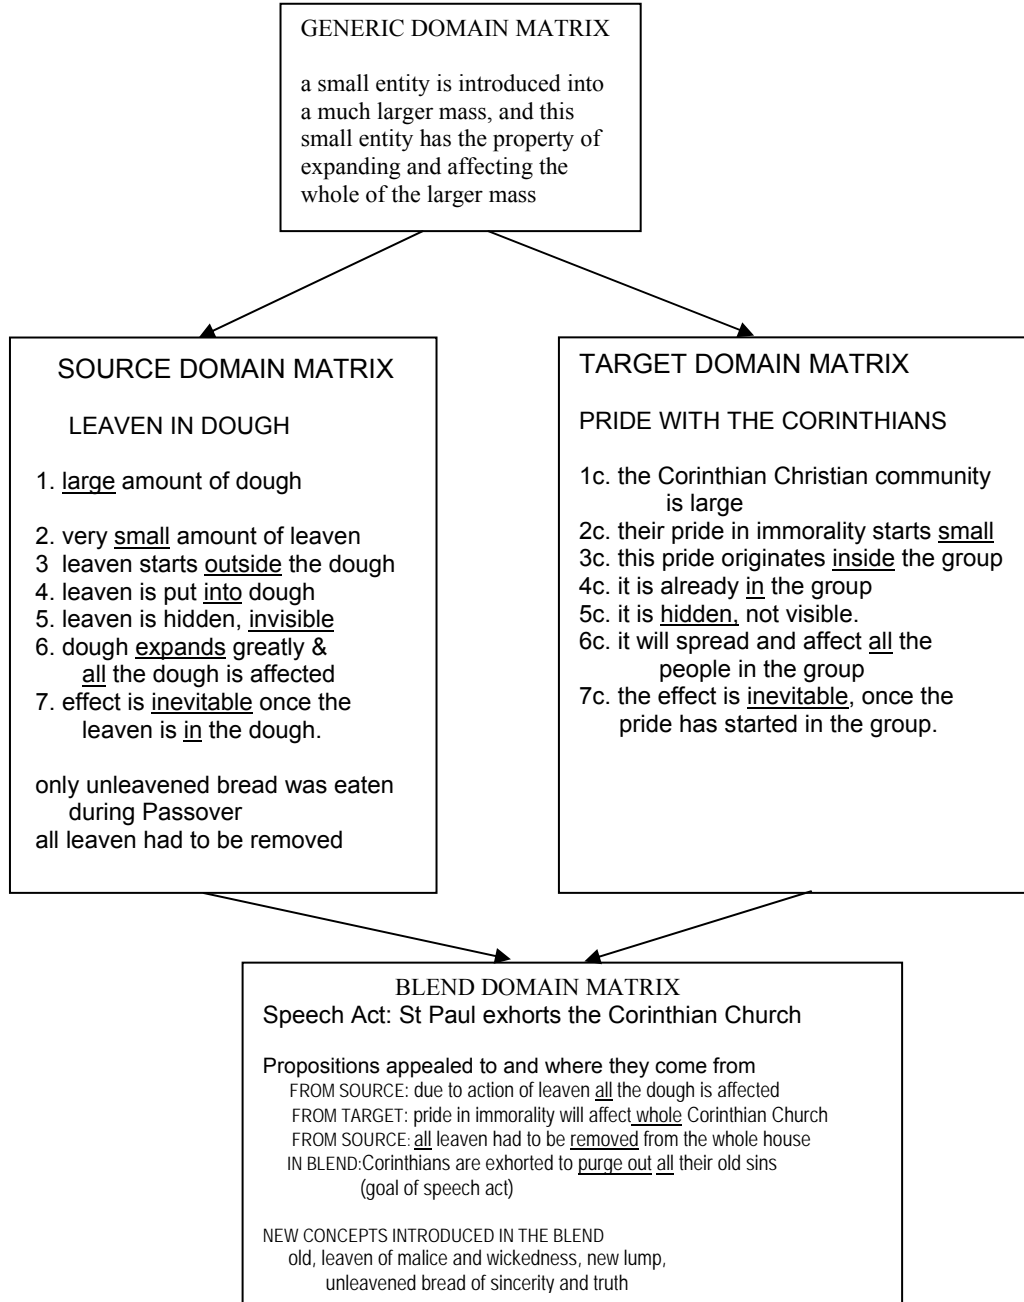 GENERIC DOMAIN MATRIX
a small entity is introduced into
a much larger mass, and this
small entity has the property of
expanding and affecting the
whole of the larger mass
SOURCE DOMAIN MATRIX
LEAVEN IN DOUGH
1. large amount of dough
2. very small amount of leaven
3 leaven starts outside the dough
4. leaven is put into dough
5. leaven is hidden, invisible
6. dough expands greatly &
all the dough is affected
7. effect is inevitable once the
leaven is in the dough.
only unleavened bread was eaten
during Passover
all leaven had to be removed
TARGET DOMAIN MATRIX
PRIDE WITH THE CORINTHIANS
1c. the Corinthian Christian community
is large
2c. their pride in immorality starts small
3c. this pride originates inside the group
4c. it is already in the group
5c. it is hidden, not visible.
6c. it will spread and affect all the
people in the group
7c. the effect is inevitable, once the
pride has started in the group.
BLEND DOMAIN MATRIX
Speech Act: St Paul exhorts the Corinthian Church
Propositions appealed to and where they come from
FROM SOURCE: due to action of leaven all the dough is affected
FROM TARGET: pride in immorality will affect whole Corinthian Church
FROM SOURCE: all leaven had to be removed from the whole house
IN BLEND:Corinthians are exhorted to purge out all their old sins
(goal of speech act)
NEW CONCEPTS INTRODUCED IN THE BLEND
old, leaven of malice and wickedness, new lump,
unleavened bread of sincerity and truth